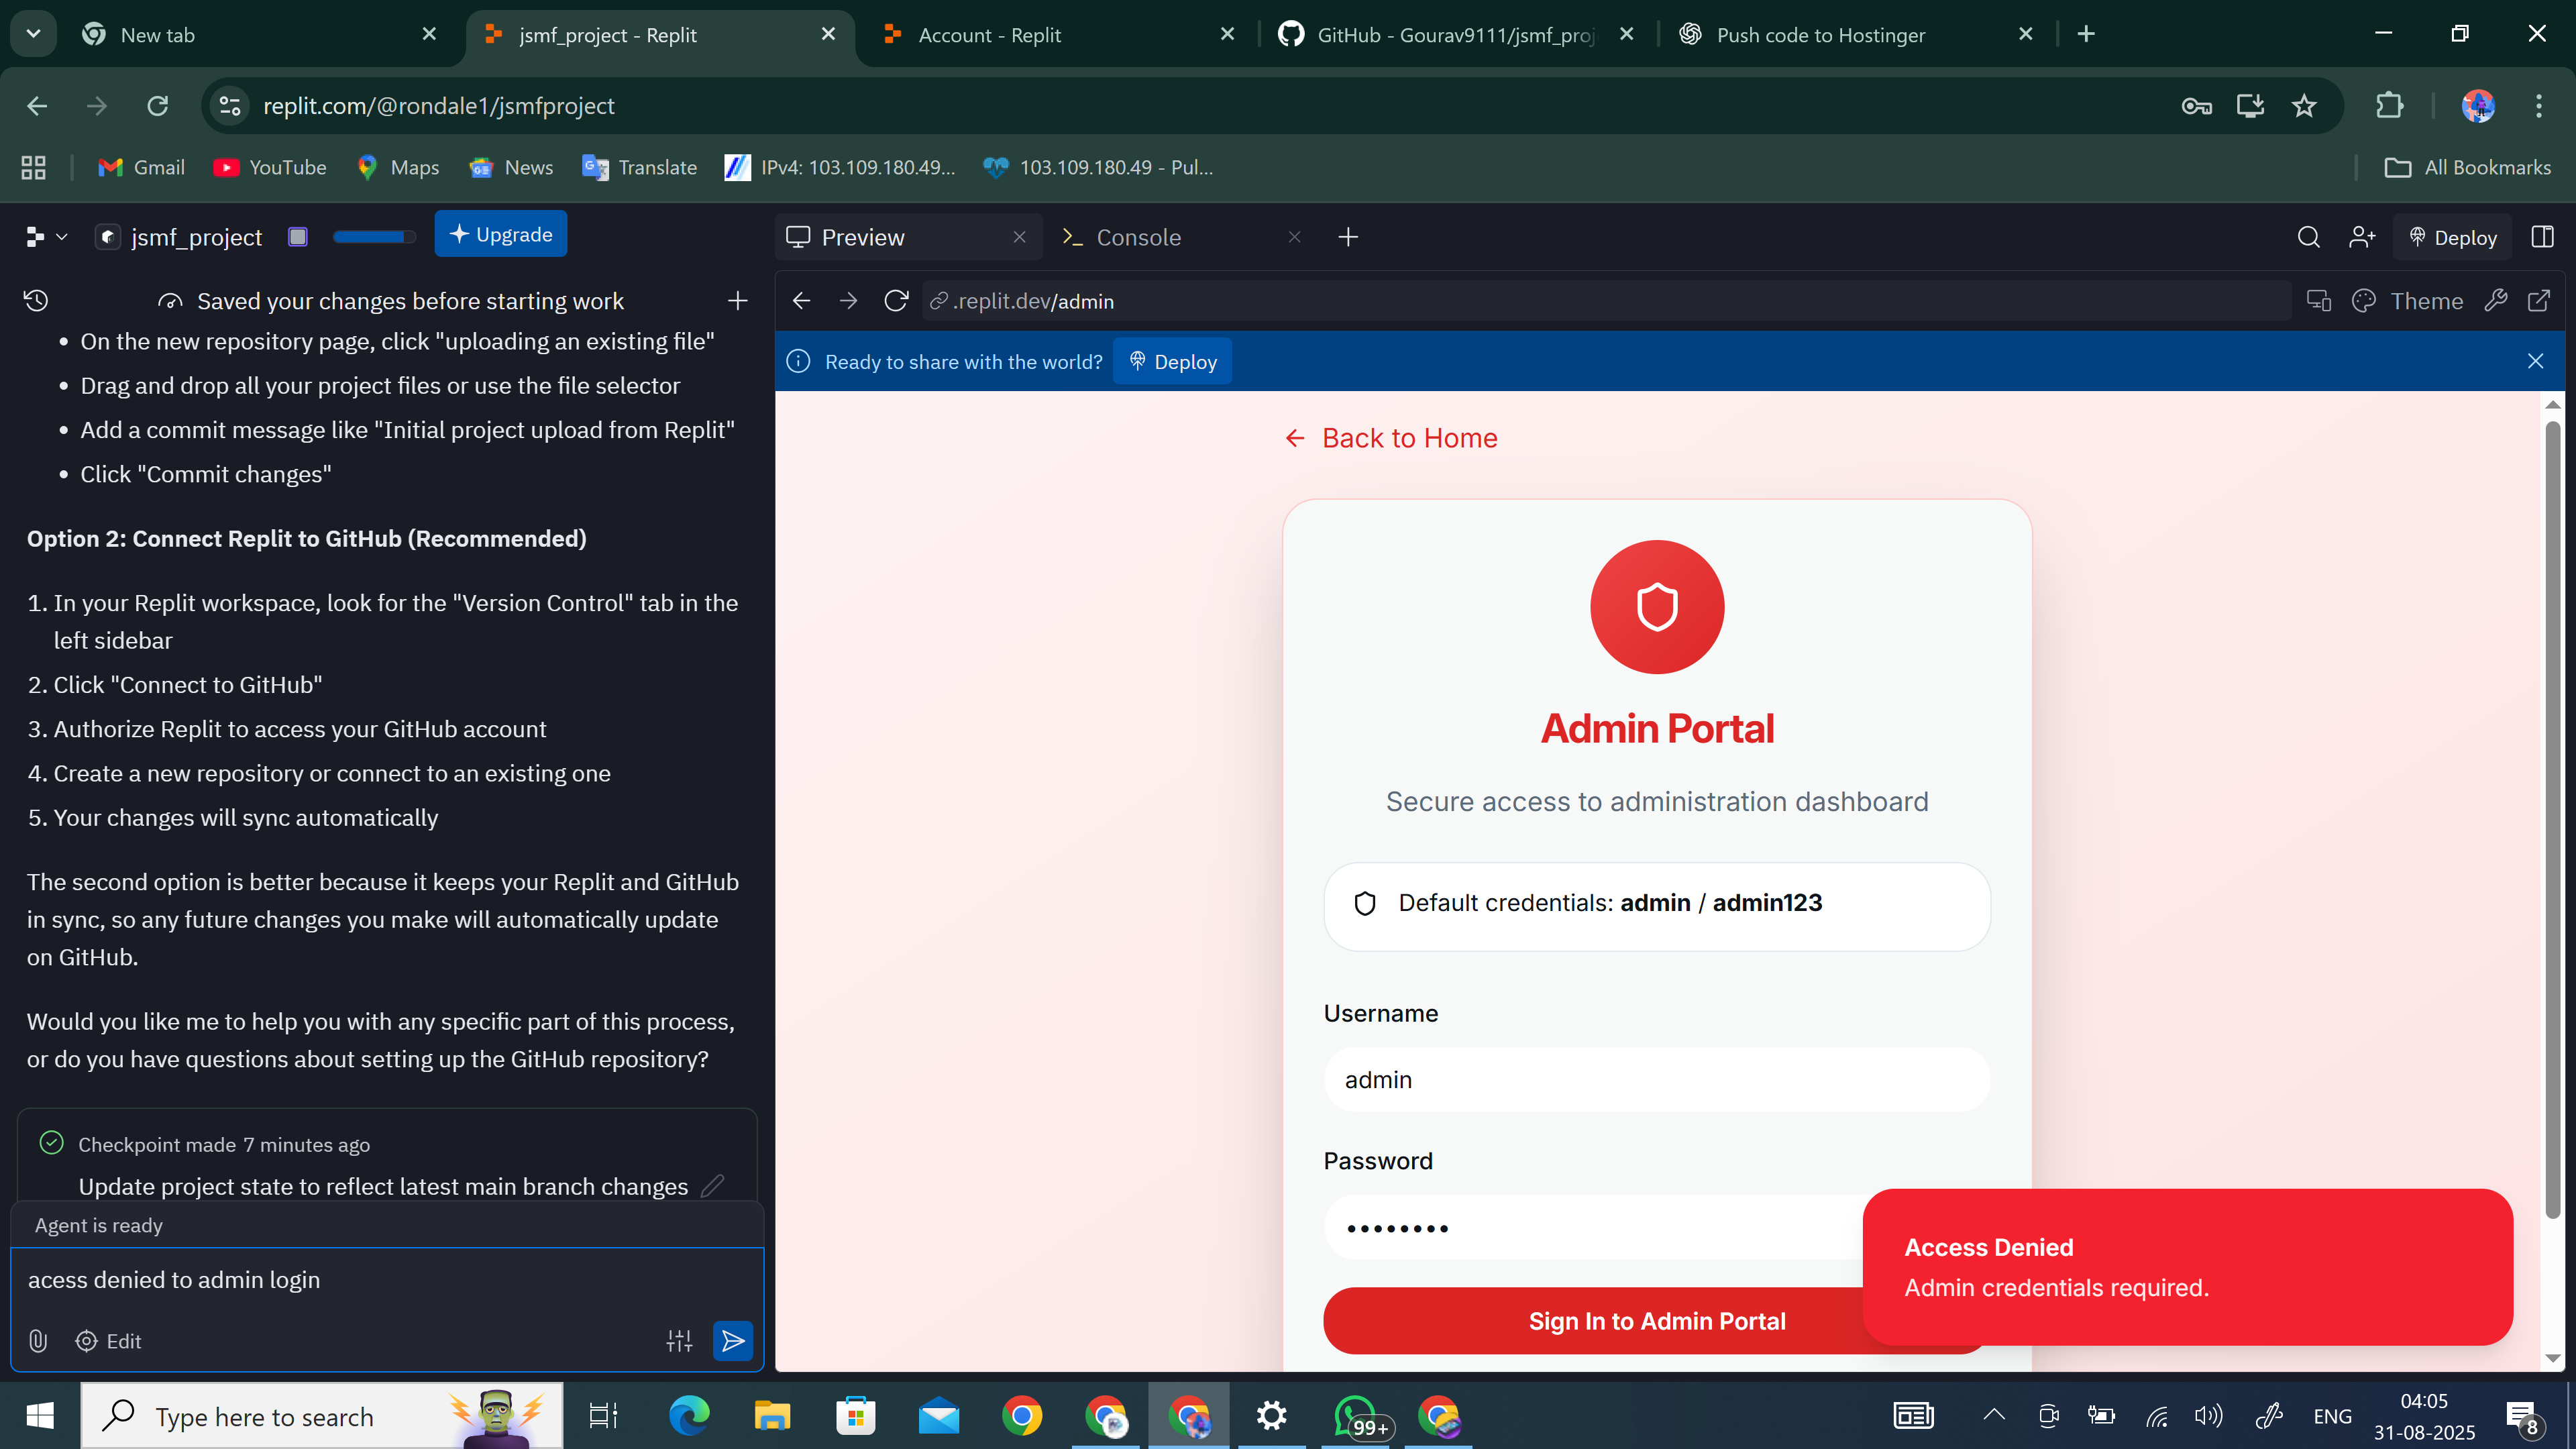 New tab
jsmf_project - Replit
Account - Replit
GitHub - Gourav9111/jsmf_proj
Push code to Hostinger
replit.com/@rondale1/jsmfproject
Gmail
YouTube
Maps
News
Translate
IPv4: 103.109.180.49...
103.109.180.49 - Pul...
All Bookmarks
jsmf_project
Upgrade
Preview
Console
Deploy
Saved your changes before starting work
.replit.dev/admin
Theme
Ready to share with the world?
Deploy
• On the new repository page, click "uploading an existing file"
• Drag and drop all your project files or use the file selector
• Add a commit message like "Initial project upload from Replit"
• Click "Commit changes"
Option 2: Connect Replit to GitHub (Recommended)
1. In your Replit workspace, look for the "Version Control" tab in the
left sidebar
2. Click "Connect to GitHub"
3. Authorize Replit to access your GitHub account
4. Create a new repository or connect to an existing one
5. Your changes will sync automatically
The second option is better because it keeps your Replit and GitHub
in sync, so any future changes you make will automatically update
on GitHub.
Would you like me to help you with any specific part of this process,
or do you have questions about setting up the GitHub repository?
Checkpoint made 7 minutes ago
Update project state to reflect latest main branch changes
Agent is ready
acess denied to admin login
Edit
Back to Home
Admin Portal
Secure access to administration dashboard
Default credentials: admin / admin123
Username
admin
Password
••••••••
Sign In to Admin Portal
Access Denied
Admin credentials required.
Type here to search
99+
ENG
04:05
31-08-2025
8